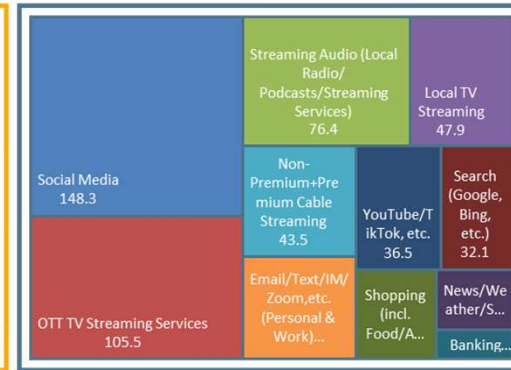 Social Media
148.3
OTT TV Streaming Services
105.5
Streaming Audio (Local
Radio/
Podcasts/Streaming
Services)
76.4
Local TV
Streaming
47.9
Non-
Premium+Pre
mium Cable
Streaming
43.5
YouTube/T
ikTok, etc.
36.5
Search
(Google,
Bing,
etc.)
32.1
Email/Text/IM/
Zoom,etc.
(Personal &
Work)...
Shopping
(incl.
Food/A...
News/We
ather/S...
Banking...